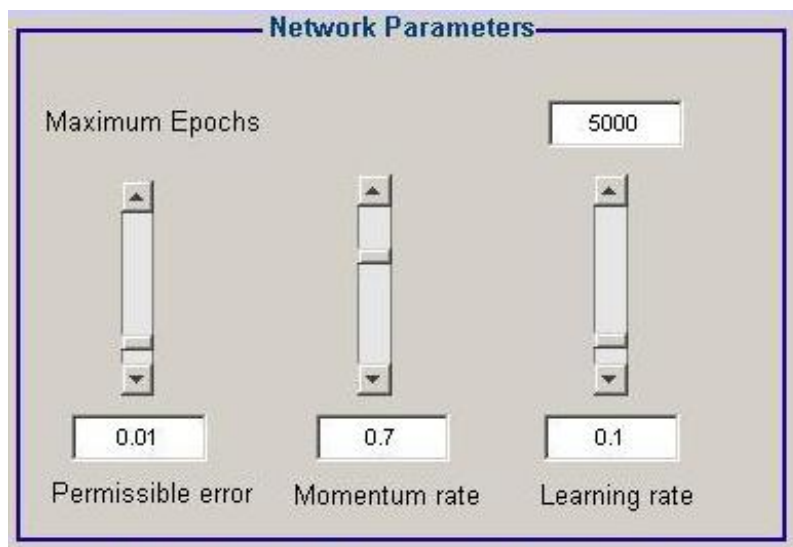 Network Parameters
Maximum Epochs 5000
0.01 0.7 0.1
Permissible error Momentum rate Learning rate